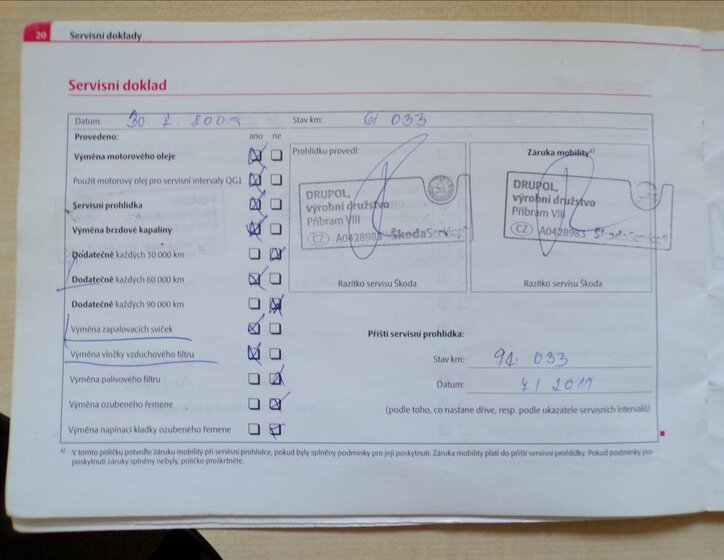 20 Servisní doklady
Servisní doklad
Datum: 30. 7. 2009 Stav km: 61 033
Provedeno: ano ne
Prohlídku provedl: Záruka mobility a)
Výměna motorového oleje
Použit motorový olej pro servisní intervaly QG1
Servisní prohlídka
Výměna brzdové kapaliny
Dodatečně každých 30 000 km
Dodatečně každých 60 000 km
Dodatečně každých 90 000 km
Výměna zapalovacích svíček
Výměna vložky vzduchového filtru
Výměna palivového filtru
Výměna ozubeného řemene
Výměna napínací kladky ozubeného řemene
DRUPOL,
výrobní družstvo
Příbram VIII
CZ A0428983 ŠkodaService
Razítko servisu Škoda
DRUPOL,
výrobní družstvo
Příbram VIII
CZ A0428983 ŠkodaService
Razítko servisu Škoda
Příští servisní prohlídka:
Stav km: 91 033
Datum: 7/ 2011
(podle toho, co nastane dříve, resp. podle ukazatele servisních intervalů)
a) V tomto políčku potvrďte záruku mobility při servisní prohlídce, pokud byly splněny podmínky pro její poskytnutí. Záruka mobility platí do příští servisní prohlídky. Pokud podmínky pro
poskytnutí záruky splněny nebyly, políčko proškrtněte.